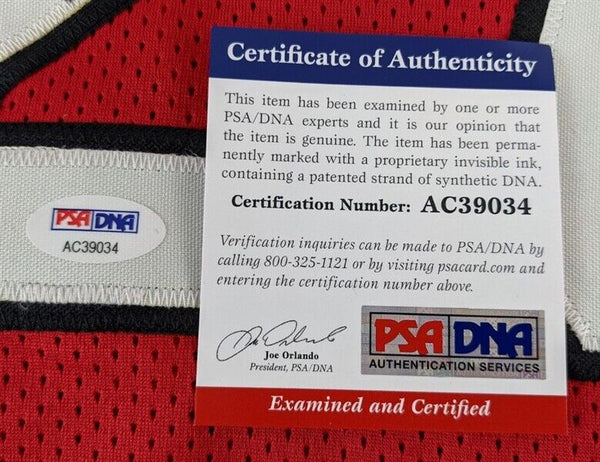 Certificate of Authenticity
This item has been examined by one or more
PSA/DNA experts and it is our opinion that
the item is genuine. The item has been perma-
nently marked with a proprietary invisible ink,
containing a patented strand of synthetic DNA.
Certification Number: AC39034
Verification inquiries can be made to PSA/DNA by
calling 800-325-1121 or by visiting psacard.com and
entering the certification number above.
Joe Orlando
President, PSA/DNA
PSA DNA
AUTHENTICATION SERVICES
Examined and Certified
PSA DNA
AC39034